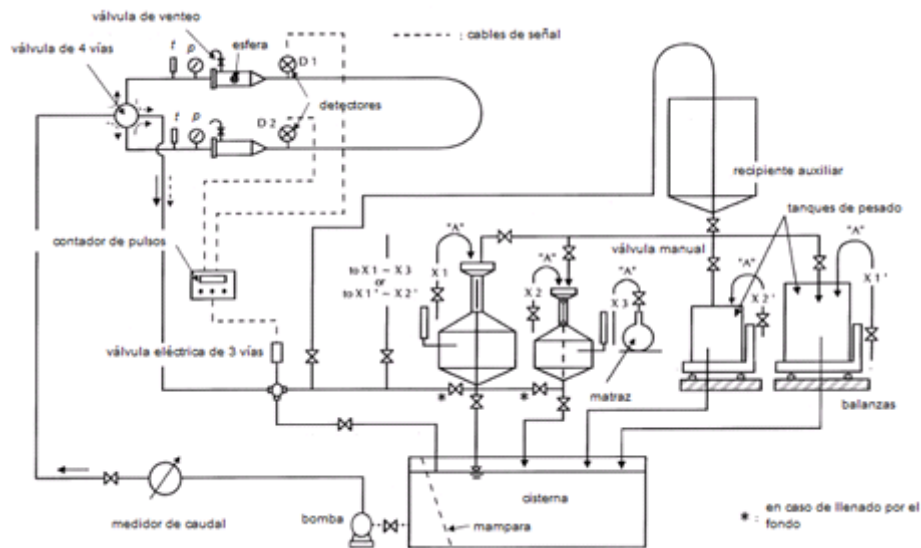 válvula de venteo
: cables de señal
válvula de 4 vías
t
p
esfera
D 1
detectores
t
p
D 2
recipiente auxiliar
tanques de pesado
contador de pulsos
"A"
"A"
válvula manual
"A"
"A"
"A"
to X 1 ~ X 3
or
to X 1 ' ~ X 2 '
X 1
X 2
X 3
X 2 '
X 1 '
válvula eléctrica de 3 vías
matraz
balanzas
*
*
cisterna
bomba
mampara
medidor de caudal
* : en caso de llenado por el
fondo